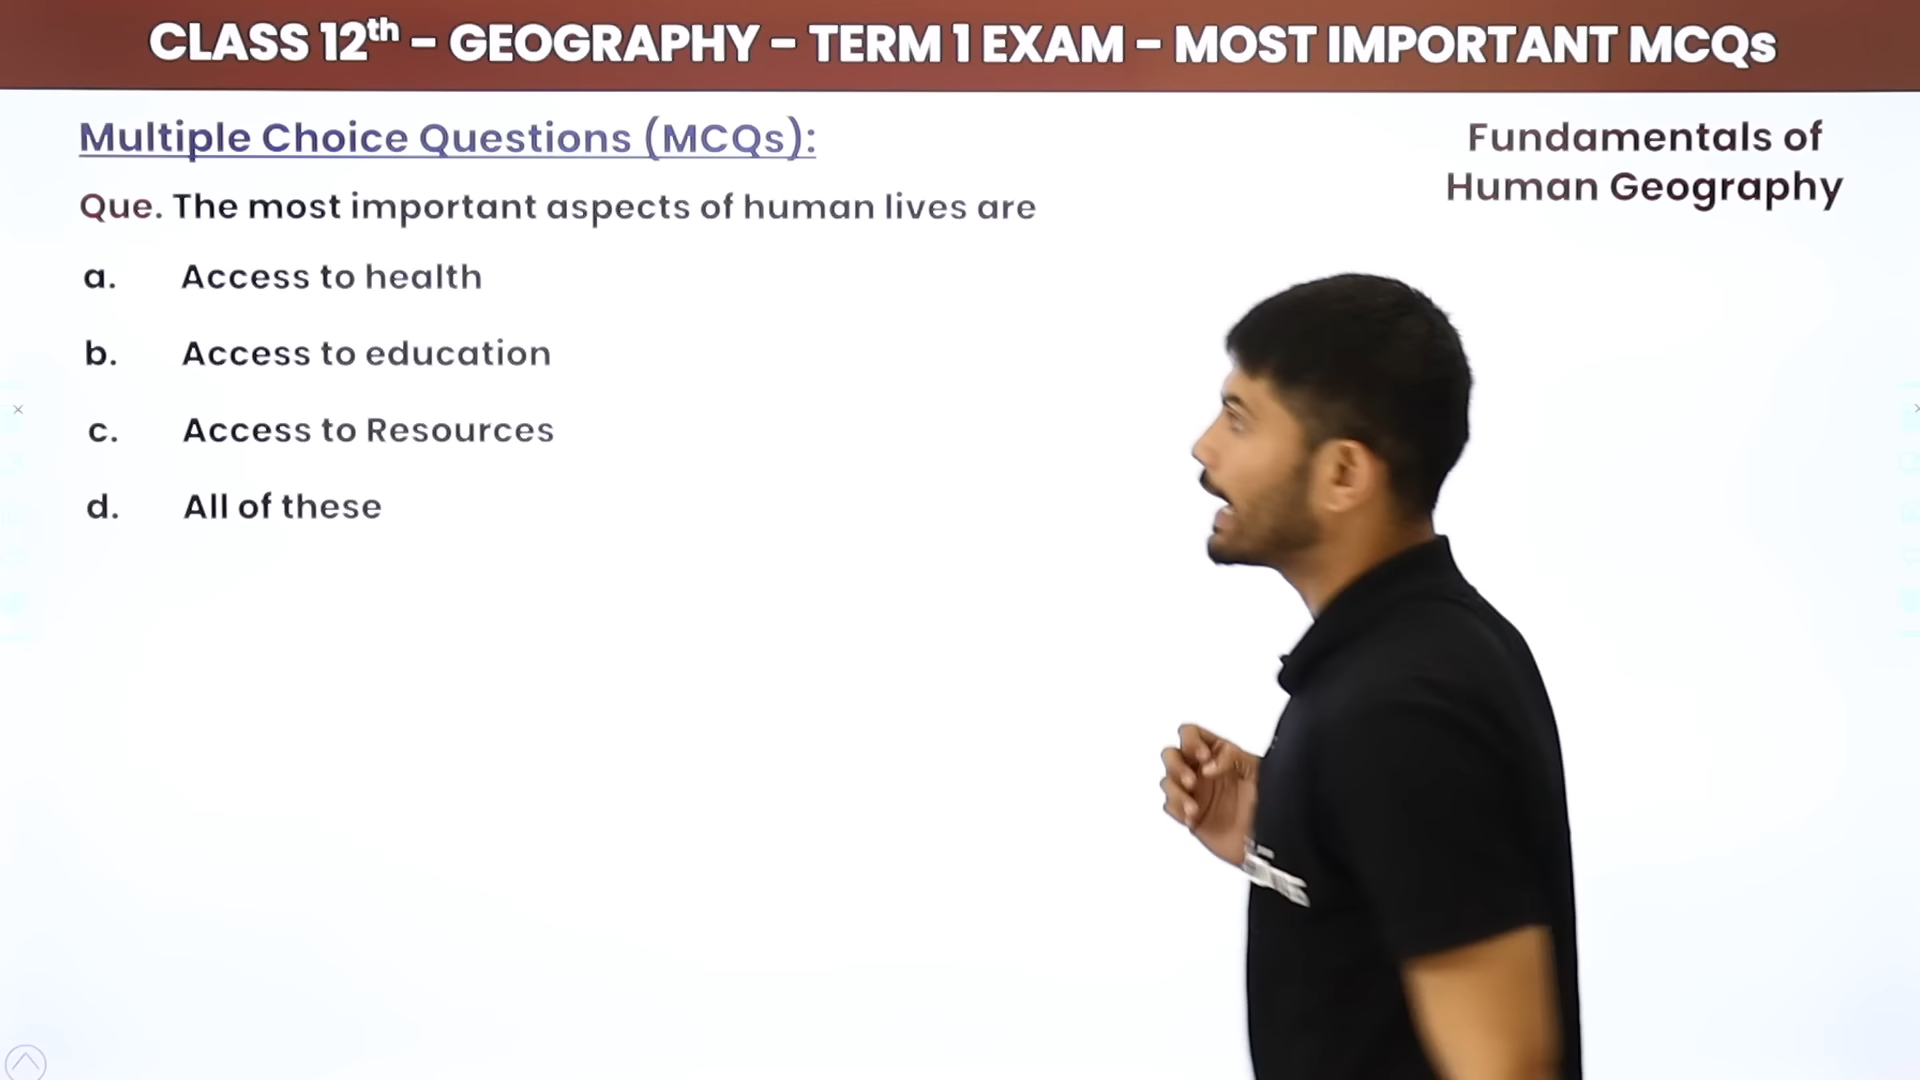 CLASS 12th - GEOGRAPHY - TERM 1 EXAM - MOST IMPORTANT MCQs
Multiple Choice Questions (MCQs):
Fundamentals of
Human Geography
Que. The most important aspects of human lives are
a. Access to health
b. Access to education
c. Access to Resources
d. All of these